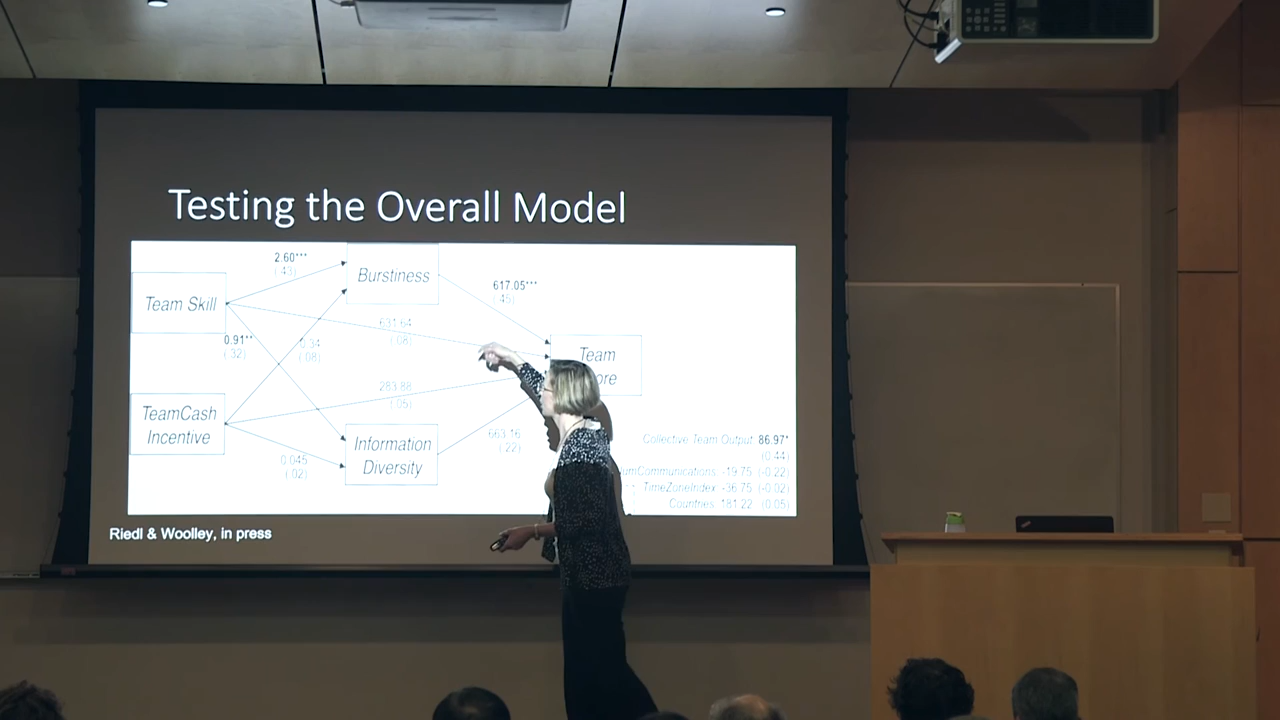 Testing the Overall Model
2.60***
(.43)
Burstiness
Team Skill
617.05***
(.45)
631.64
(.08)
0.91**
(.32)
0.34
(.08)
Team
TeamCash
Incentive
283.88
(.05)
Information
Diversity
663.16
(.22)
0.045
(.02)
Collective Team Output: 86.97*
(0.44)
-19.75 (-0.22)
TimeZoneIndex: -36.75 (-0.02)
Countries: 181.22 (0.05)
Riedl & Woolley, in press